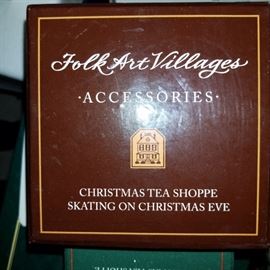 Folk Art Villages
·ACCESSORIES·
CHRISTMAS TEA SHOPPE
SKATING ON CHRISTMAS EVE